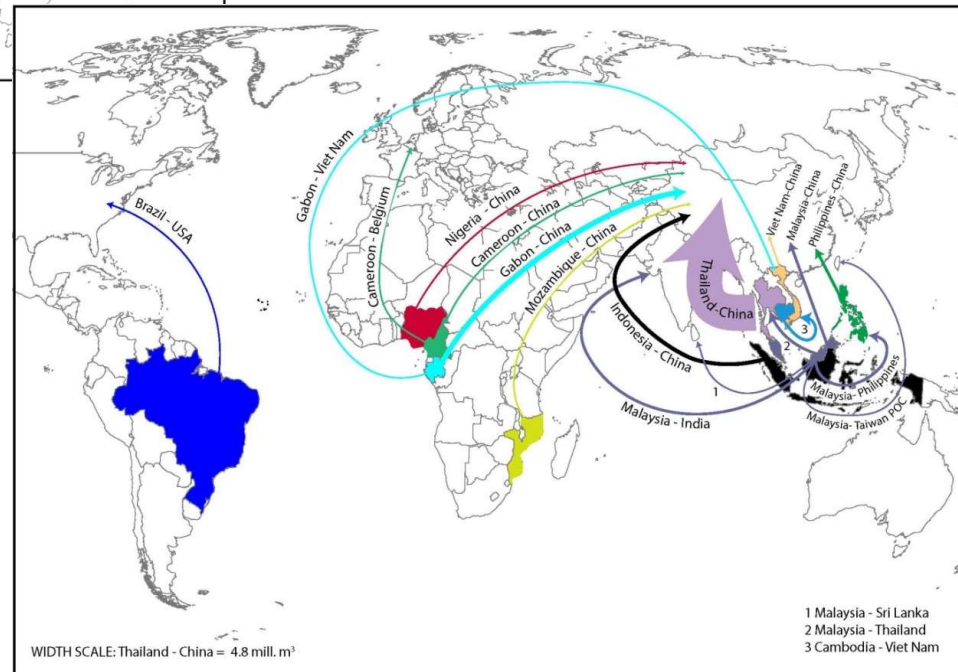 Brazil - USA
Gabon - Viet Nam
Cameroon - Belgium
Nigeria - China
Cameroon - China
Gabon - China
Mozambique - China
Indonesia - China
Malaysia - India
Thailand-China
Viet Nam-China
Malaysia-China
Philippines-China
1
2
3
Malaysia- Philippines
Malaysia- Taiwan POC
1 Malaysia - Sri Lanka
2 Malaysia - Thailand
3 Cambodia - Viet Nam
WIDTH SCALE: Thailand - China = 4.8 mill. m³